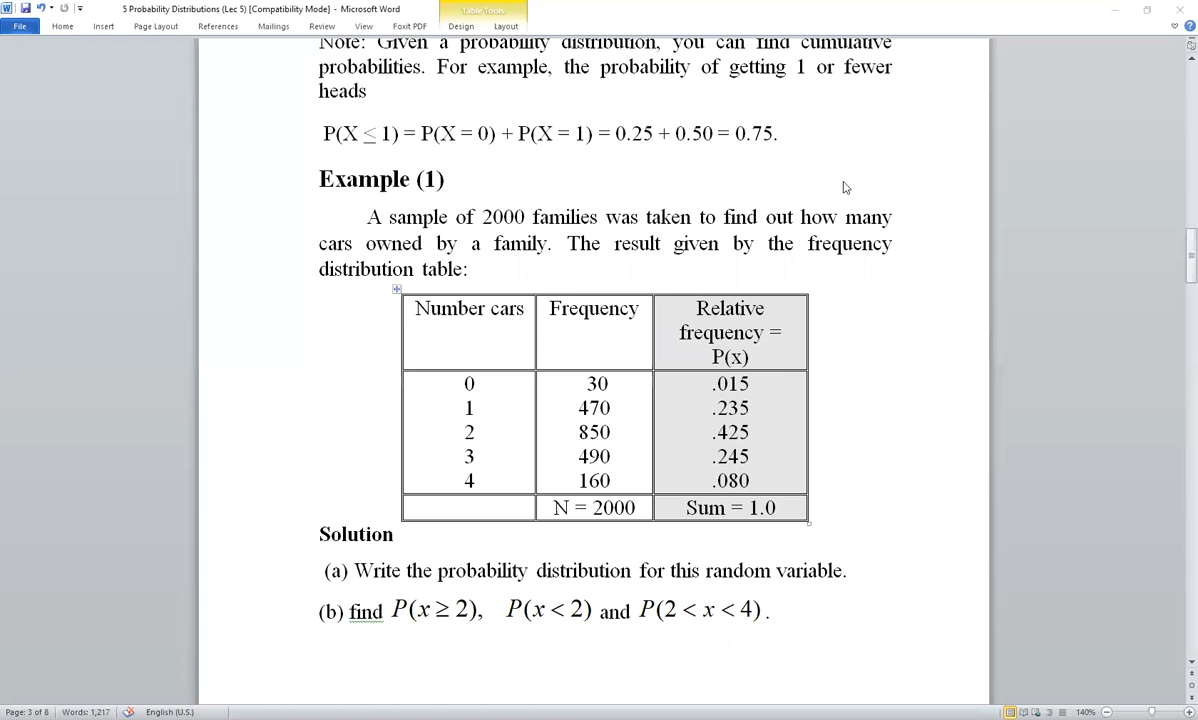 5 Probability Distributions (Lec 5) [Compatibility Mode] - Microsoft Word
Table Tools
File Home Insert Page Layout References Mailings Review View Foxit PDF Design Layout
Note: Given a probability distribution, you can find cumulative
probabilities. For example, the probability of getting 1 or fewer
heads
P(X ≤ 1) = P(X = 0) + P(X = 1) = 0.25 + 0.50 = 0.75.
Example (1)
A sample of 2000 families was taken to find out how many
cars owned by a family. The result given by the frequency
distribution table:
Number cars Frequency Relative
frequency =
P(x)
0 30 .015
1 470 .235
2 850 .425
3 490 .245
4 160 .080
N = 2000 Sum = 1.0
Solution
(a) Write the probability distribution for this random variable.
(b) find P(x ≥ 2), P(x < 2) and P(2 < x < 4) .
Page: 3 of 8 Words: 1,217 English (U.S.) 140%